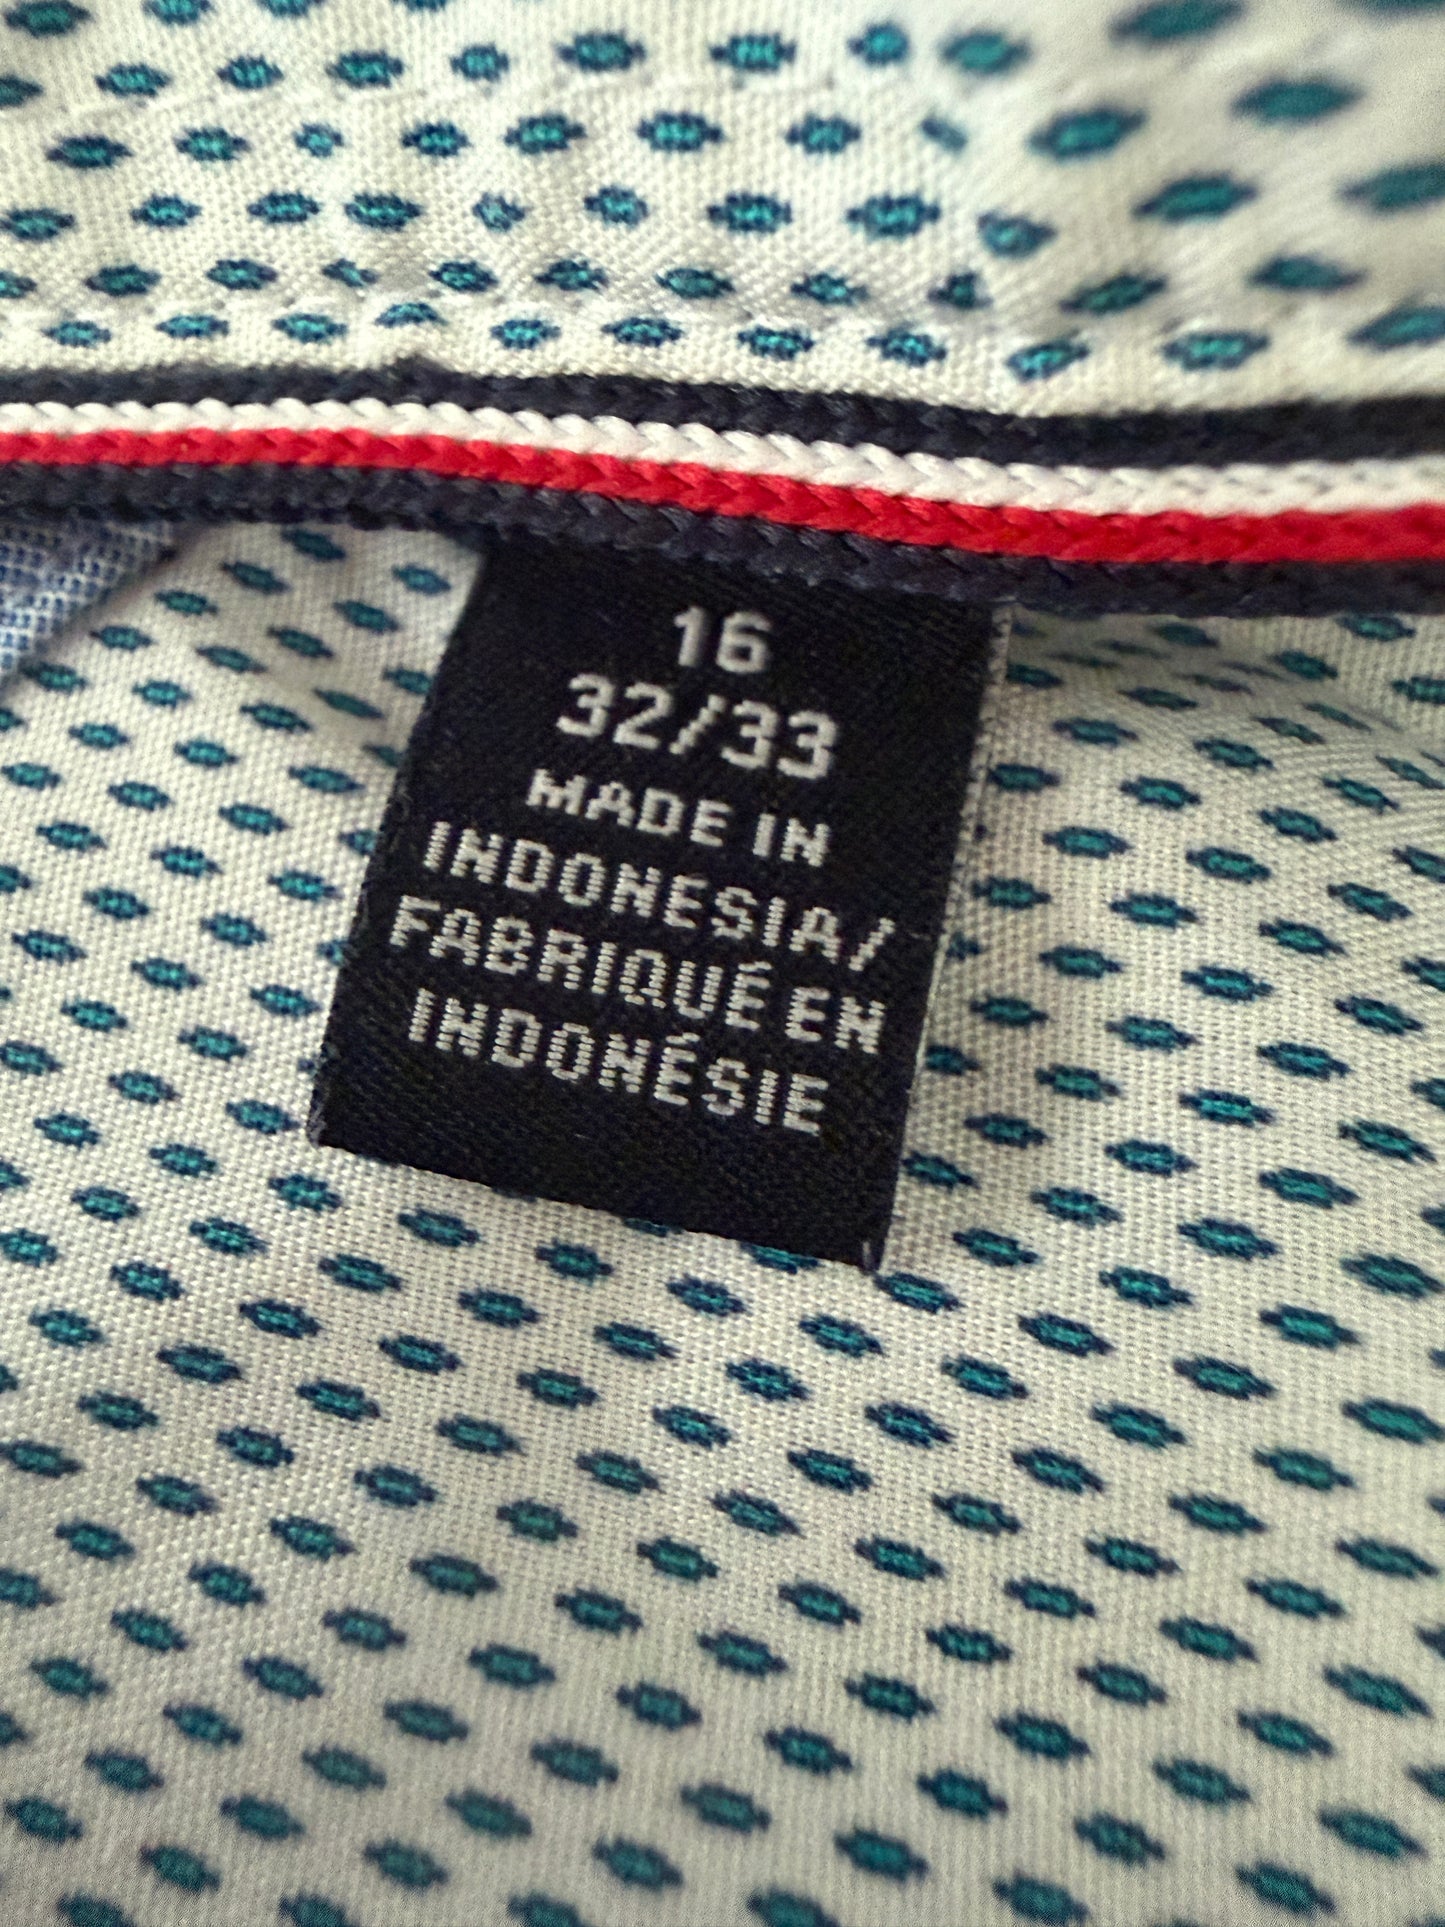 16
32/33
MADE IN
INDONESIA/
FABRIQUÉ EN
INDONÉSIE